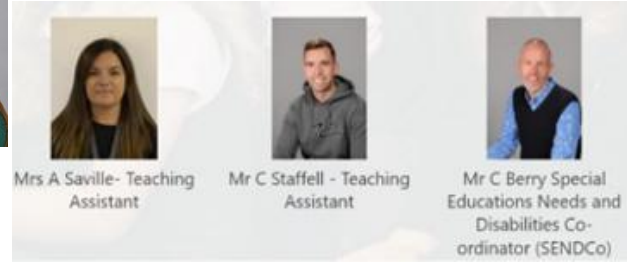 Mrs A Saville- Teaching
Assistant
Mr C Staffell - Teaching
Assistant
Mr C Berry Special
Educations Needs and
Disabilities Co-
ordinator (SENDCo)